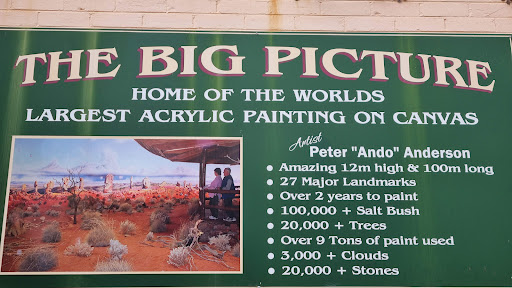 THE BIG PICTURE
HOME OF THE WORLDS
LARGEST ACRYLIC PAINTING ON CANVAS
Artist
Peter "Ando" Anderson
• Amazing 12m high & 100m long
• 27 Major Landmarks
• Over 2 years to paint
• 100,000 + Salt Bush
• 20,000 + Trees
• Over 9 Tons of paint used
• 3,000 + Clouds
• 20,000 + Stones